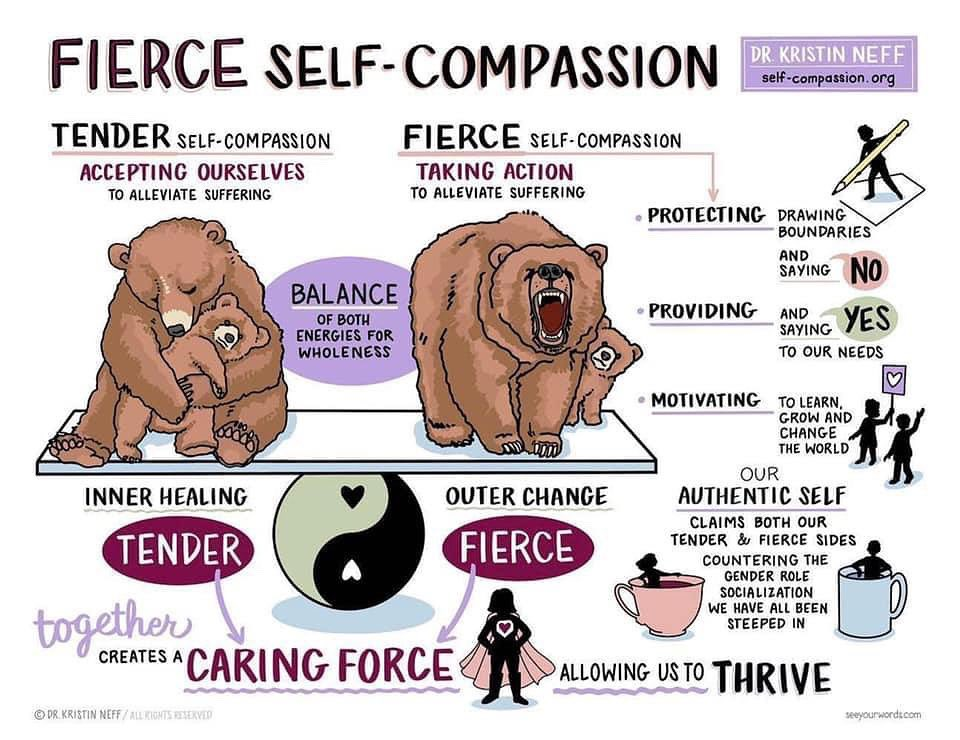 FIERCE SELF-COMPASSION
DR. KRISTIN NEFF
self-compassion.org
TENDER SELF-COMPASSION
ACCEPTING OURSELVES
TO ALLEVIATE SUFFERING
FIERCE SELF-COMPASSION
TAKING ACTION
TO ALLEVIATE SUFFERING
BALANCE
OF BOTH
ENERGIES FOR
WHOLENESS
• PROTECTING DRAWING
BOUNDARIES
AND
SAYING NO
• PROVIDING AND
SAYING YES
TO OUR NEEDS
• MOTIVATING TO LEARN,
GROW AND
CHANGE
THE WORLD
INNER HEALING
TENDER
OUTER CHANGE
FIERCE
OUR
AUTHENTIC SELF
CLAIMS BOTH OUR
TENDER & FIERCE SIDES
COUNTERING THE
GENDER ROLE
SOCIALIZATION
WE HAVE ALL BEEN
STEEPED IN
together
CREATES A CARING FORCE
ALLOWING US TO THRIVE
© DR. KRISTIN NEFF / ALL RIGHTS RESERVED
seeyourwords.com